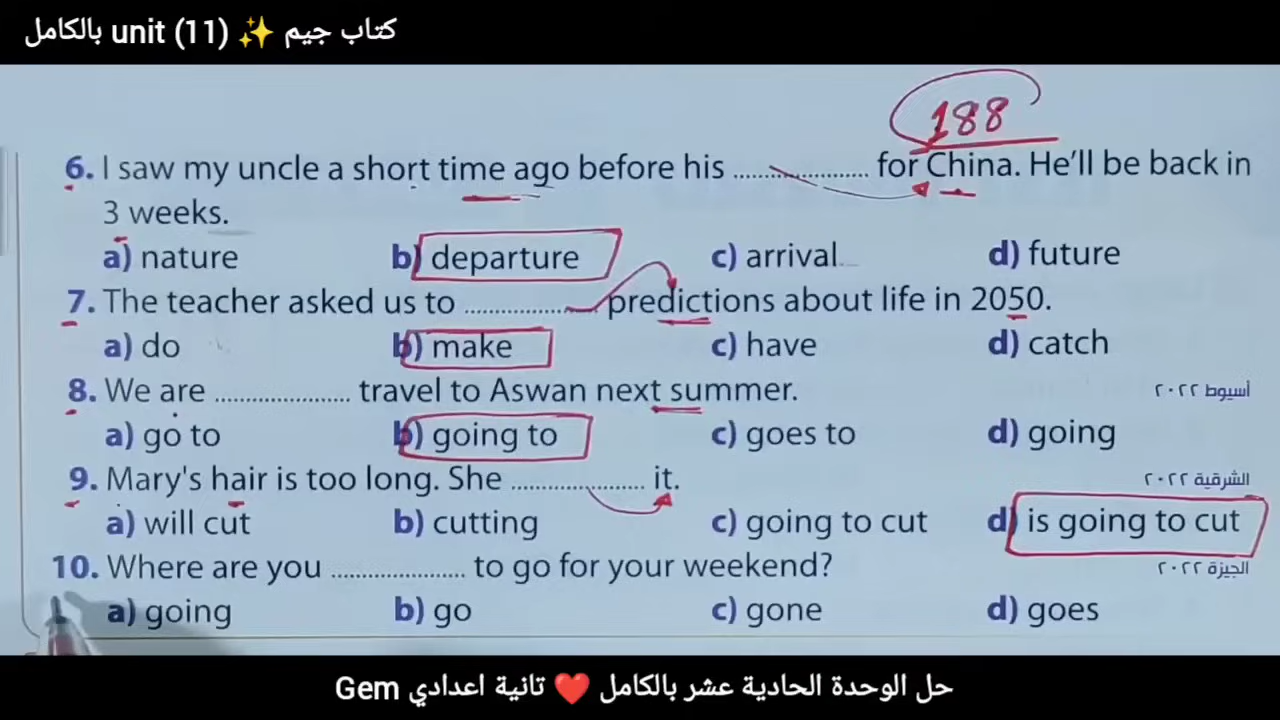 كتاب جيم ✨ unit (11) بالكامل
188
6. I saw my uncle a short time ago before his .................... for China. He'll be back in
3 weeks.
a) nature b) departure c) arrival d) future
7. The teacher asked us to .................... predictions about life in 2050.
a) do b) make c) have d) catch
8. We are .................... travel to Aswan next summer. أسيوط ٢٠٢٢
a) go to b) going to c) goes to d) going
9. Mary's hair is too long. She .................... it. الشرقية ٢٠٢٢
a) will cut b) cutting c) going to cut d) is going to cut
10. Where are you .................... to go for your weekend? الجيزة ٢٠٢٢
a) going b) go c) gone d) goes
حل الوحدة الحادية عشر بالكامل ❤️ تانية اعدادي Gem